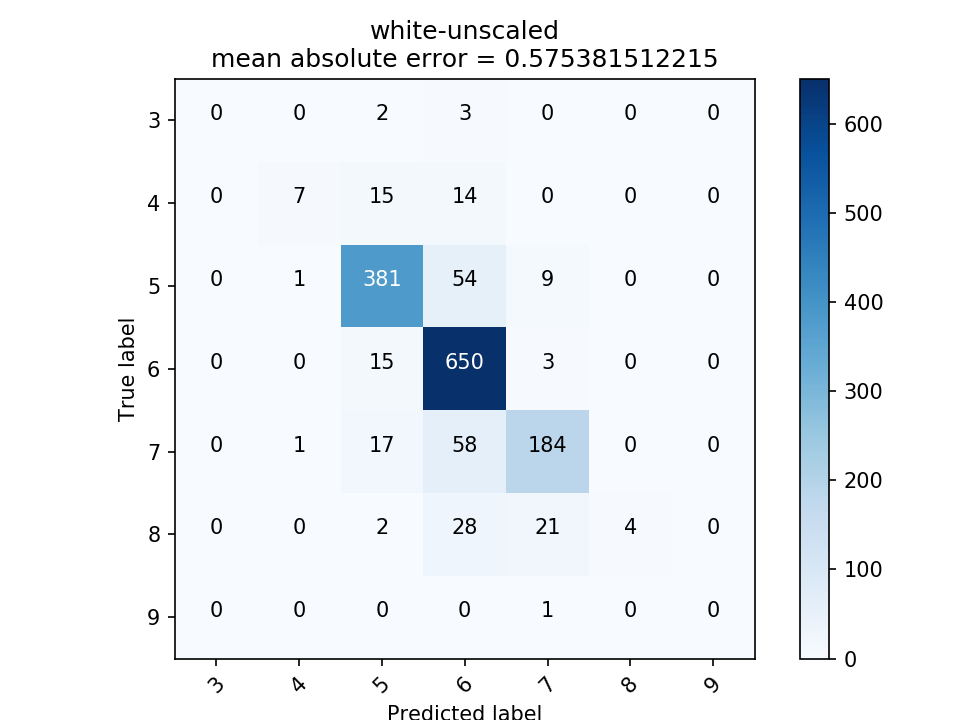 white-unscaled
mean absolute error = 0.575381512215
3 0 0 2 3 0 0 0
4 0 7 15 14 0 0 0
5 0 1 381 54 9 0 0
6 0 0 15 650 3 0 0
7 0 1 17 58 184 0 0
8 0 0 2 28 21 4 0
9 0 0 0 0 1 0 0
True label
3 4 5 6 7 8 9
Predicted label
600
500
400
300
200
100
0